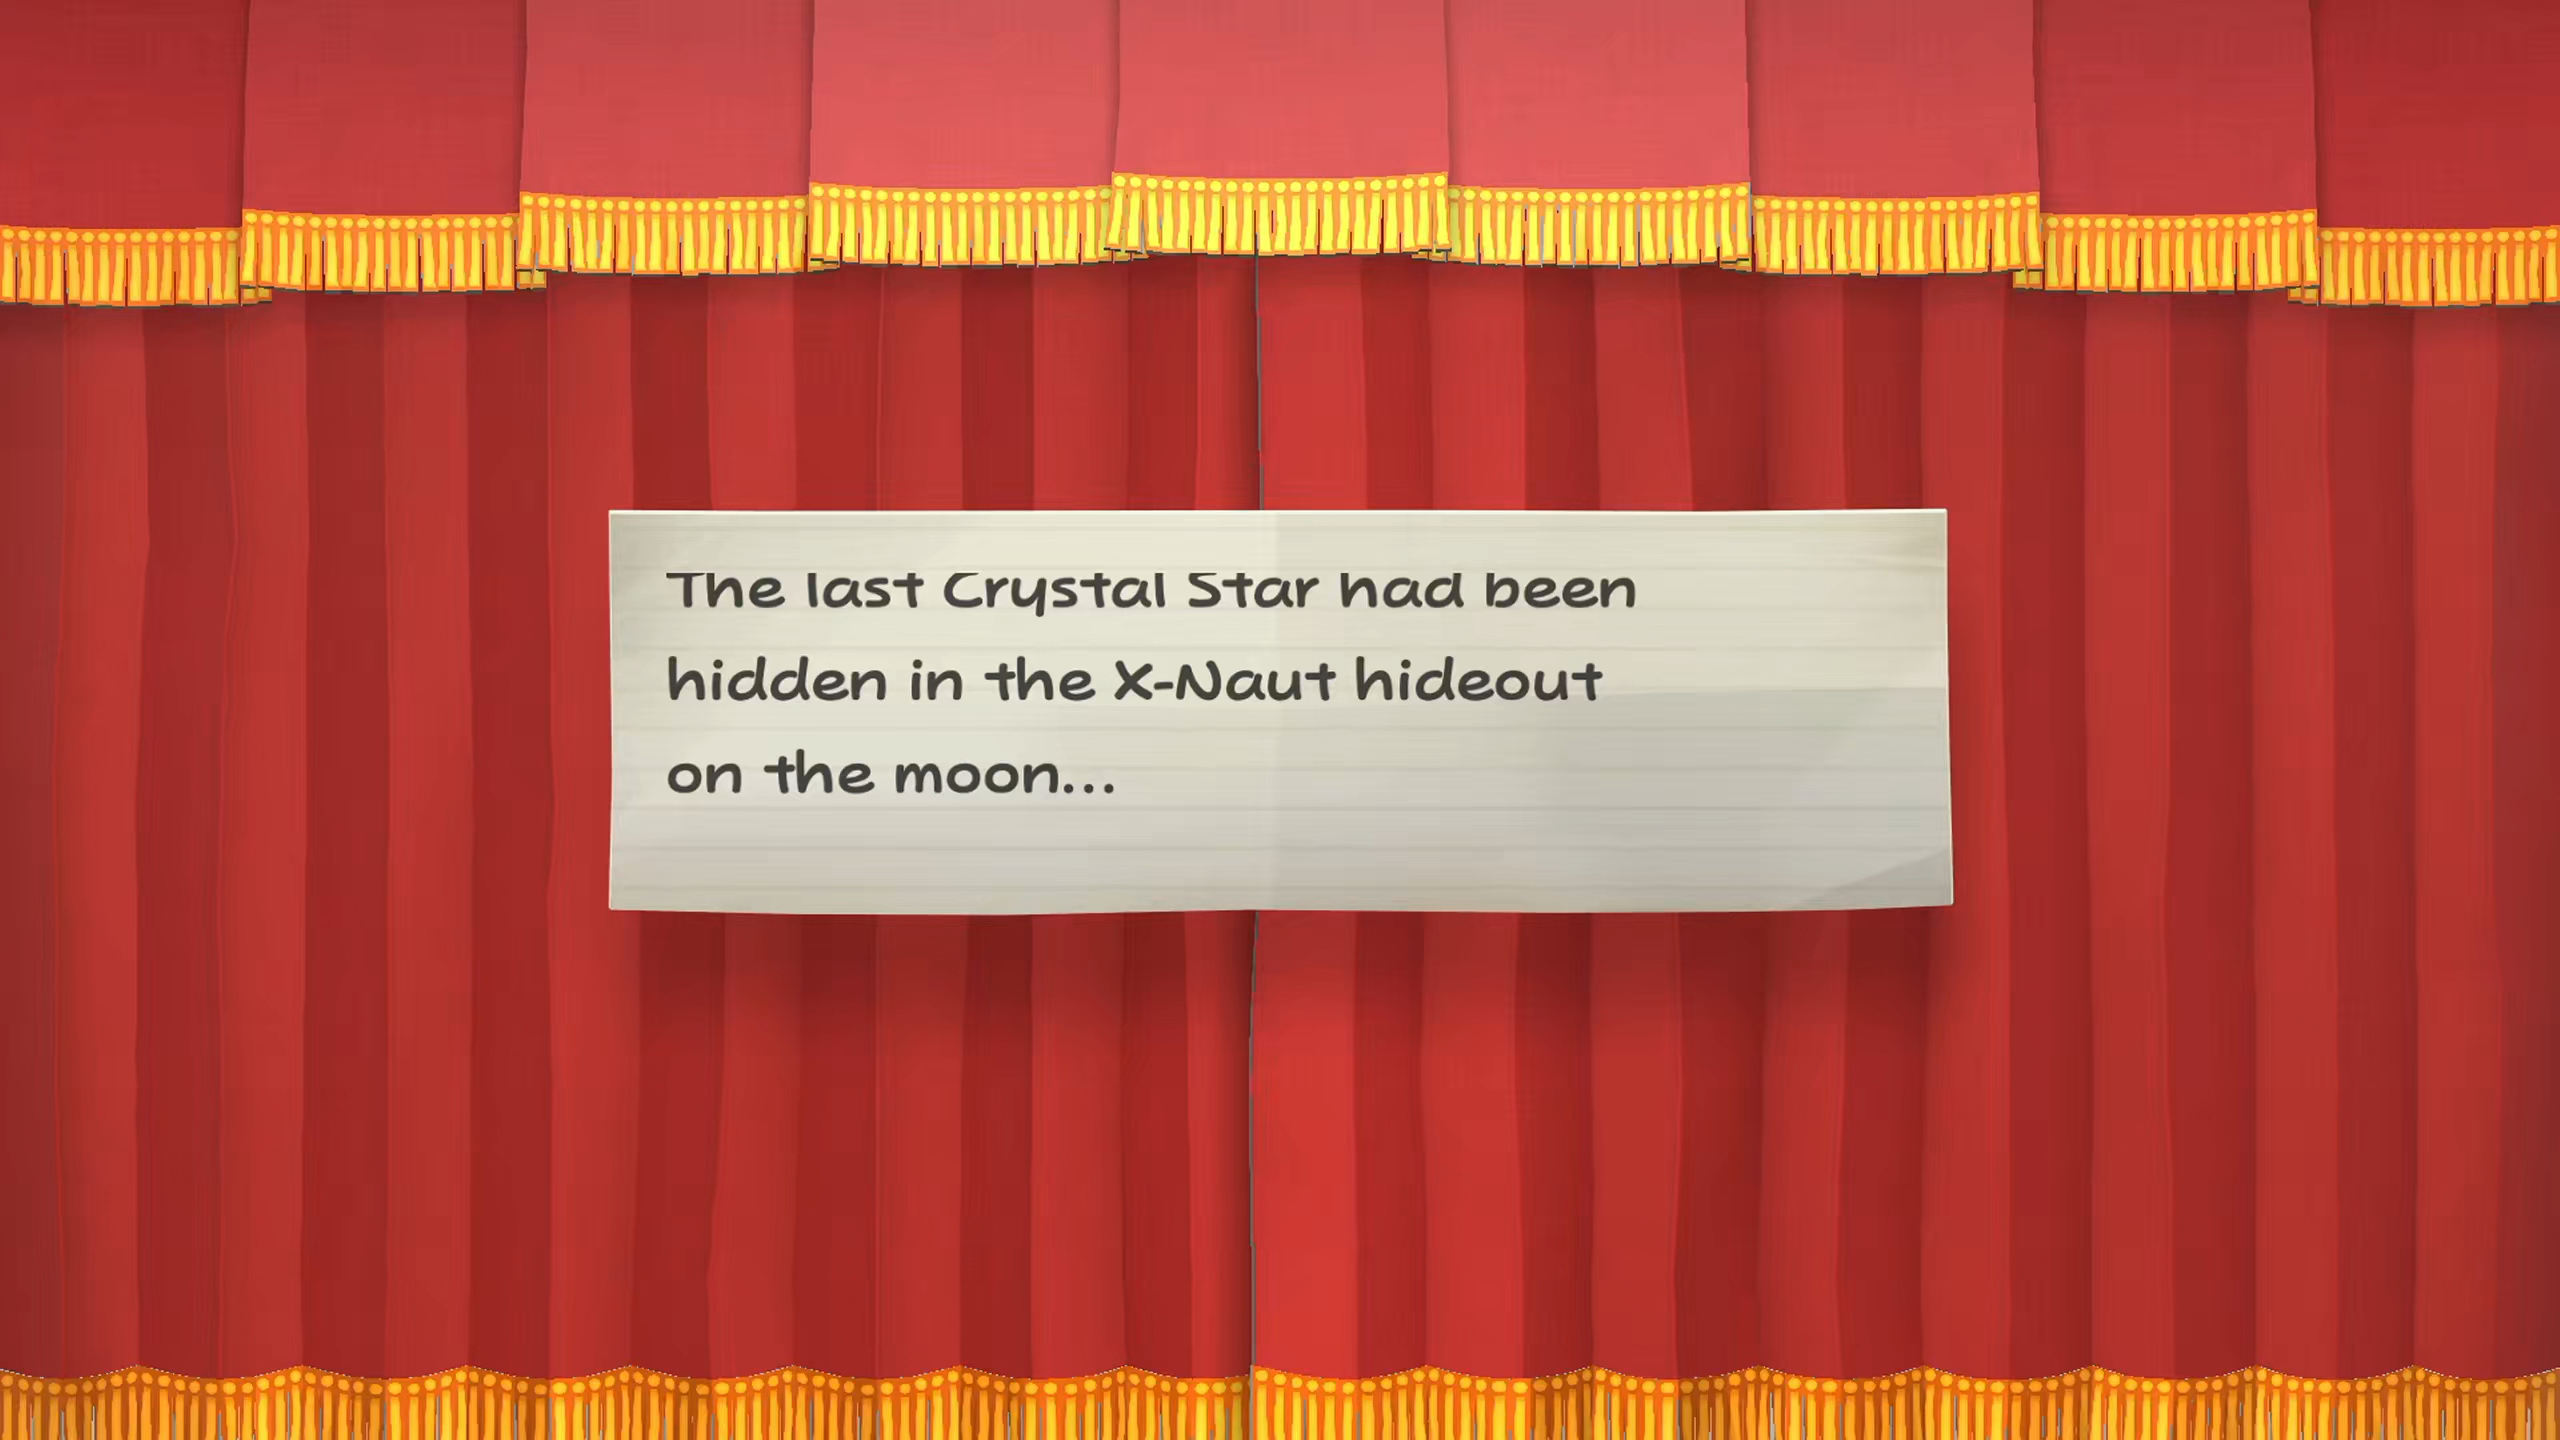 The last Crystal Star had been
hidden in the X-Naut hideout
on the moon...